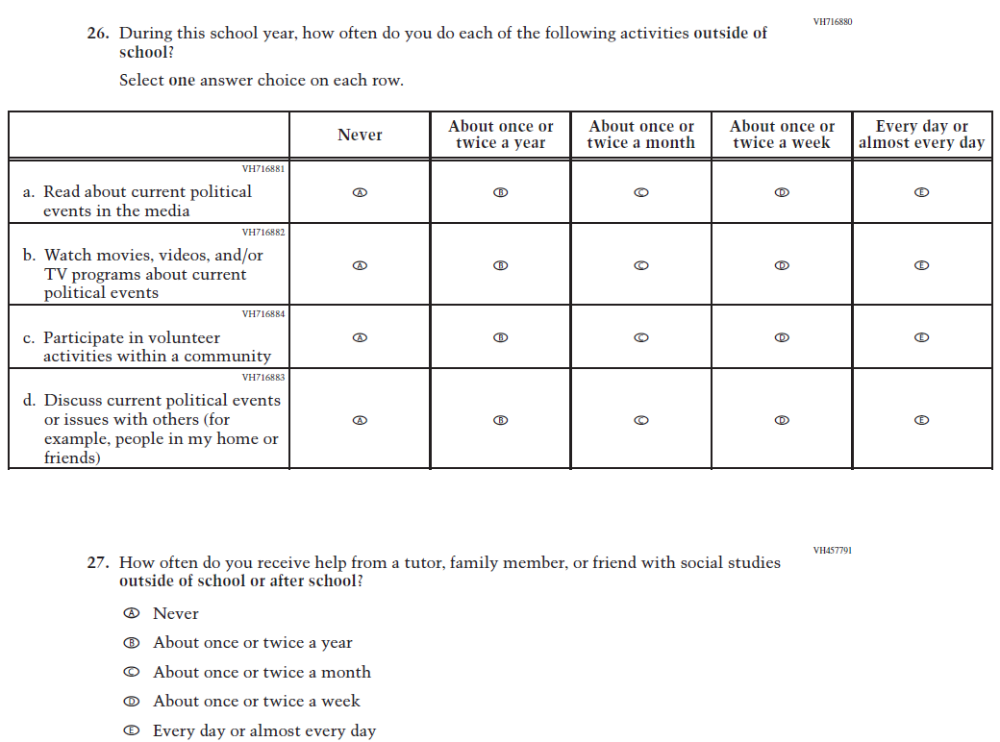 VH716880
26. During this school year, how often do you do each of the following activities outside of
school?
Select one answer choice on each row.
Never
About once or
twice a year
About once or
twice a month
About once or
twice a week
Every day or
almost every day
VH716881
a. Read about current political
events in the media
A B C D E
VH716882
b. Watch movies, videos, and/or
TV programs about current
political events
A B C D E
VH716884
c. Participate in volunteer
activities within a community
A B C D E
VH716883
d. Discuss current political events
or issues with others (for
example, people in my home or
friends)
A B C D E
VH457791
27. How often do you receive help from a tutor, family member, or friend with social studies
outside of school or after school?
A Never
B About once or twice a year
C About once or twice a month
D About once or twice a week
E Every day or almost every day